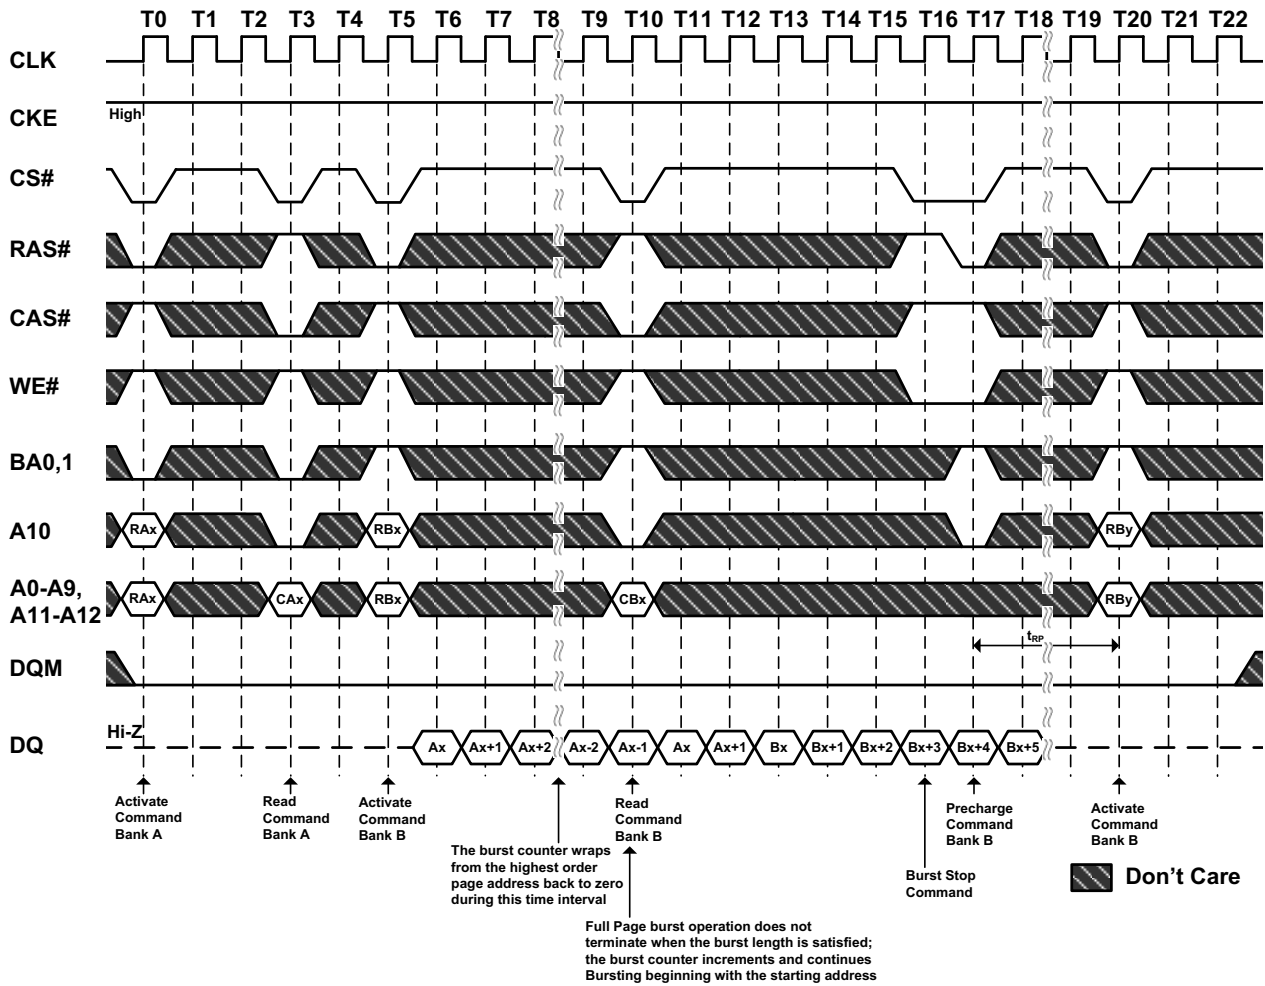 T0 T1 T2 T3 T4 T5 T6 T7 T8 T9 T10 T11 T12 T13 T14 T15 T16 T17 T18 T19 T20 T21 T22
CLK
CKE
High
CS#
RAS#
CAS#
WE#
BA0,1
A10
RAx RBx RBy
A0-A9,
A11-A12
RAx CAx RBx CBx RBy
tRP
DQM
DQ
Hi-Z
Ax Ax+1 Ax+2 Ax-2 Ax-1 Ax Ax+1 Bx Bx+1 Bx+2 Bx+3 Bx+4 Bx+5
Activate
Command
Bank A
Read
Command
Bank A
Activate
Command
Bank B
The burst counter wraps
from the highest order
page address back to zero
during this time interval
Read
Command
Bank B
Full Page burst operation does not
terminate when the burst length is satisfied;
the burst counter increments and continues
Bursting beginning with the starting address
Burst Stop
Command
Precharge
Command
Bank B
Activate
Command
Bank B
Don't Care